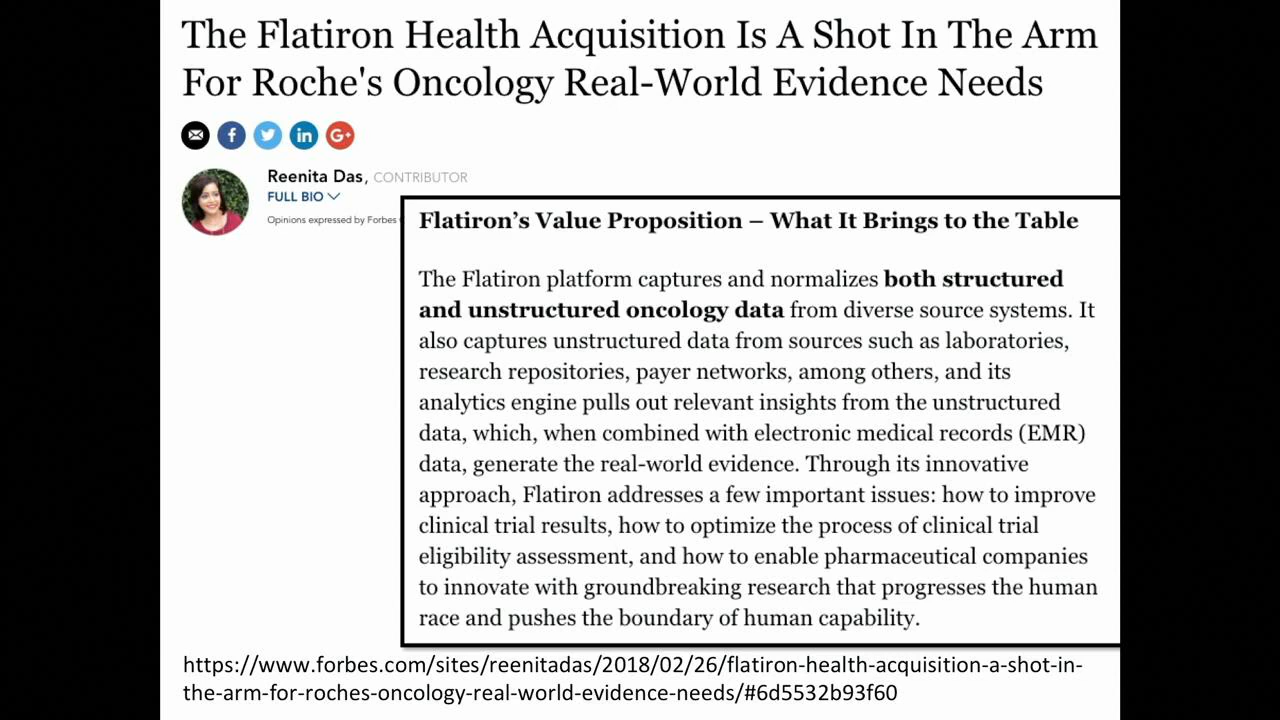 The Flatiron Health Acquisition Is A Shot In The Arm
For Roche's Oncology Real-World Evidence Needs
Reenita Das, CONTRIBUTOR
FULL BIO
Opinions expressed by Forbes
Flatiron’s Value Proposition – What It Brings to the Table
The Flatiron platform captures and normalizes both structured
and unstructured oncology data from diverse source systems. It
also captures unstructured data from sources such as laboratories,
research repositories, payer networks, among others, and its
analytics engine pulls out relevant insights from the unstructured
data, which, when combined with electronic medical records (EMR)
data, generate the real-world evidence. Through its innovative
approach, Flatiron addresses a few important issues: how to improve
clinical trial results, how to optimize the process of clinical trial
eligibility assessment, and how to enable pharmaceutical companies
to innovate with groundbreaking research that progresses the human
race and pushes the boundary of human capability.
https://www.forbes.com/sites/reenitadas/2018/02/26/flatiron-health-acquisition-a-shot-in-
the-arm-for-roches-oncology-real-world-evidence-needs/#6d5532b93f60